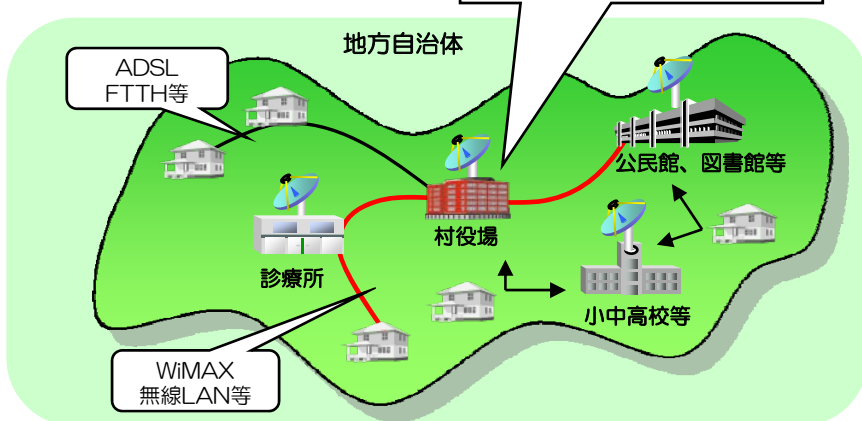 地方自治体
ADSL
FTTH等
公民館、図書館等
村役場
診療所
小中高校等
WiMAX
無線LAN等